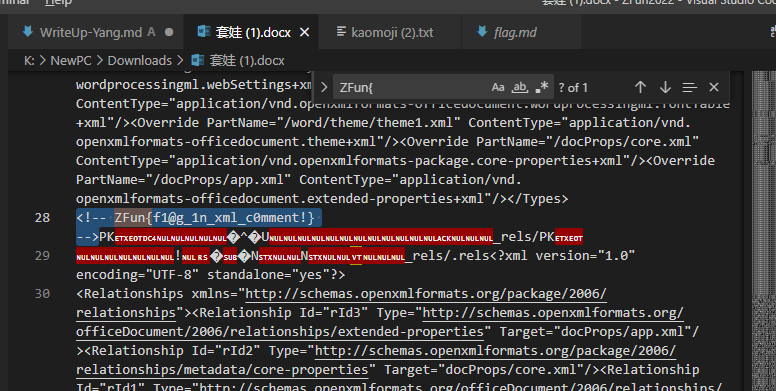 Terminal Help
套娃 (1).docx - ZFun2022 - Visual Studio Code
WriteUp-Yang.md A
套娃 (1).docx
kaomoji (2).txt
flag.md
K: > NewPC > Downloads > 套娃 (1).docx
ZFun{
Aa ab .* ? of 1
wordprocessingml.webSettings+xm
ContentType="application/vnd.openxmlformats-officedocument.wordprocessingml.fontTable
+xml"/><Override PartName="/word/theme/theme1.xml" ContentType="application/vnd.
openxmlformats-officedocument.theme+xml"/><Override PartName="/docProps/core.xml"
ContentType="application/vnd.openxmlformats-package.core-properties+xml"/><Override
PartName="/docProps/app.xml" ContentType="application/vnd.
openxmlformats-officedocument.extended-properties+xml"/></Types>
28 <!-- ZFun{f1@g_1n_xml_c0mment!}
-->PKETXEOTDC4NULNULNULNULNUL�^�UNULNULNULNULNULNULNULNULNULNULNULNULACKNULNULNULNUL_rels/PKETXEOT
29 NULNULNULNULNULNULNULNUL!NULRS�SUB�NSTXNULNULNSTXNULNULVTNULNULNUL_rels/.rels<?xml version="1.0"
encoding="UTF-8" standalone="yes"?>
30 <Relationships xmlns="http://schemas.openxmlformats.org/package/2006/
relationships"><Relationship Id="rId3" Type="http://schemas.openxmlformats.org/
officeDocument/2006/relationships/extended-properties" Target="docProps/app.xml"/
><Relationship Id="rId2" Type="http://schemas.openxmlformats.org/package/2006/
relationships/metadata/core-properties" Target="docProps/core.xml"/><Relationship
Id="rId1" Type="http://schemas.openxmlformats.org/officeDocument/2006/relationships/